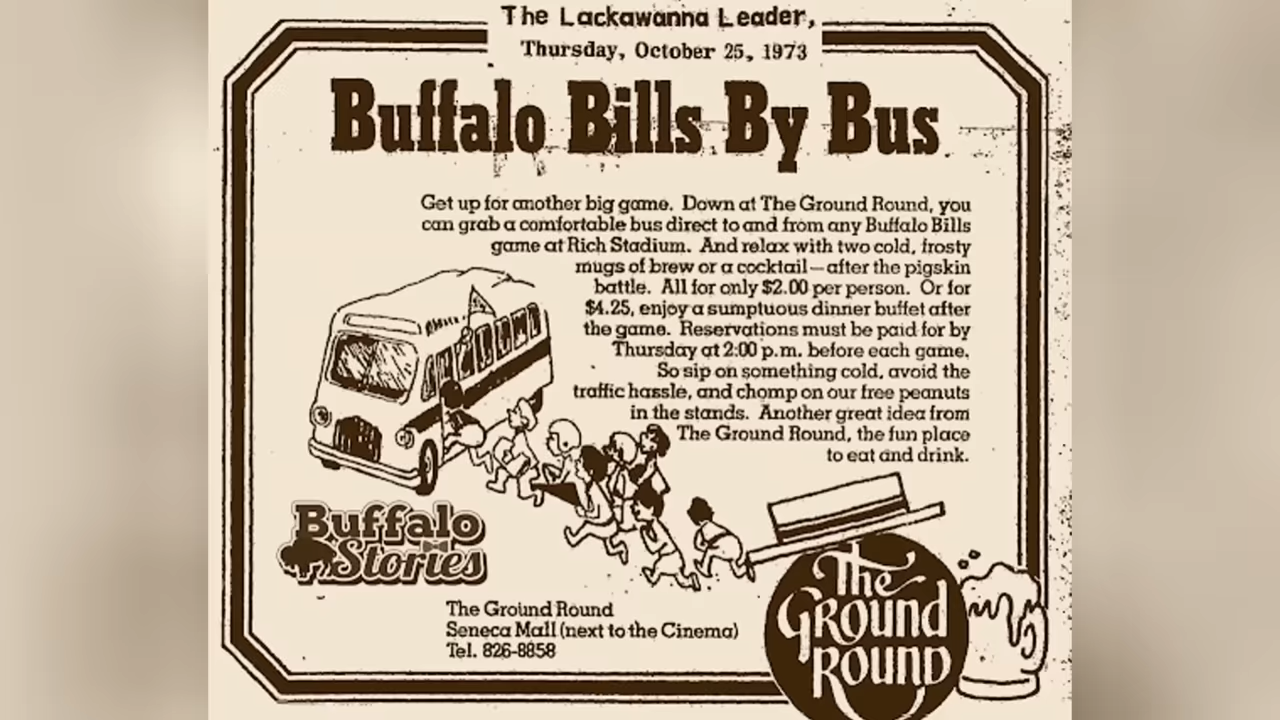 The Lackawanna Leader,
Thursday, October 25, 1973
Buffalo Bills By Bus
Get up for another big game. Down at The Ground Round, you
can grab a comfortable bus direct to and from any Buffalo Bills
game at Rich Stadium. And relax with two cold, frosty
mugs of brew or a cocktail—after the pigskin
battle. All for only $2.00 per person. Or for
$4.25, enjoy a sumptuous dinner buffet after
the game. Reservations must be paid for by
Thursday at 2:00 p.m. before each game.
So sip on something cold, avoid the
traffic hassle, and chomp on our free peanuts
in the stands. Another great idea from
The Ground Round, the fun place
to eat and drink.
Buffalo
Stories
The Ground Round
Seneca Mall (next to the Cinema)
Tel. 826-8858
The
Ground
Round